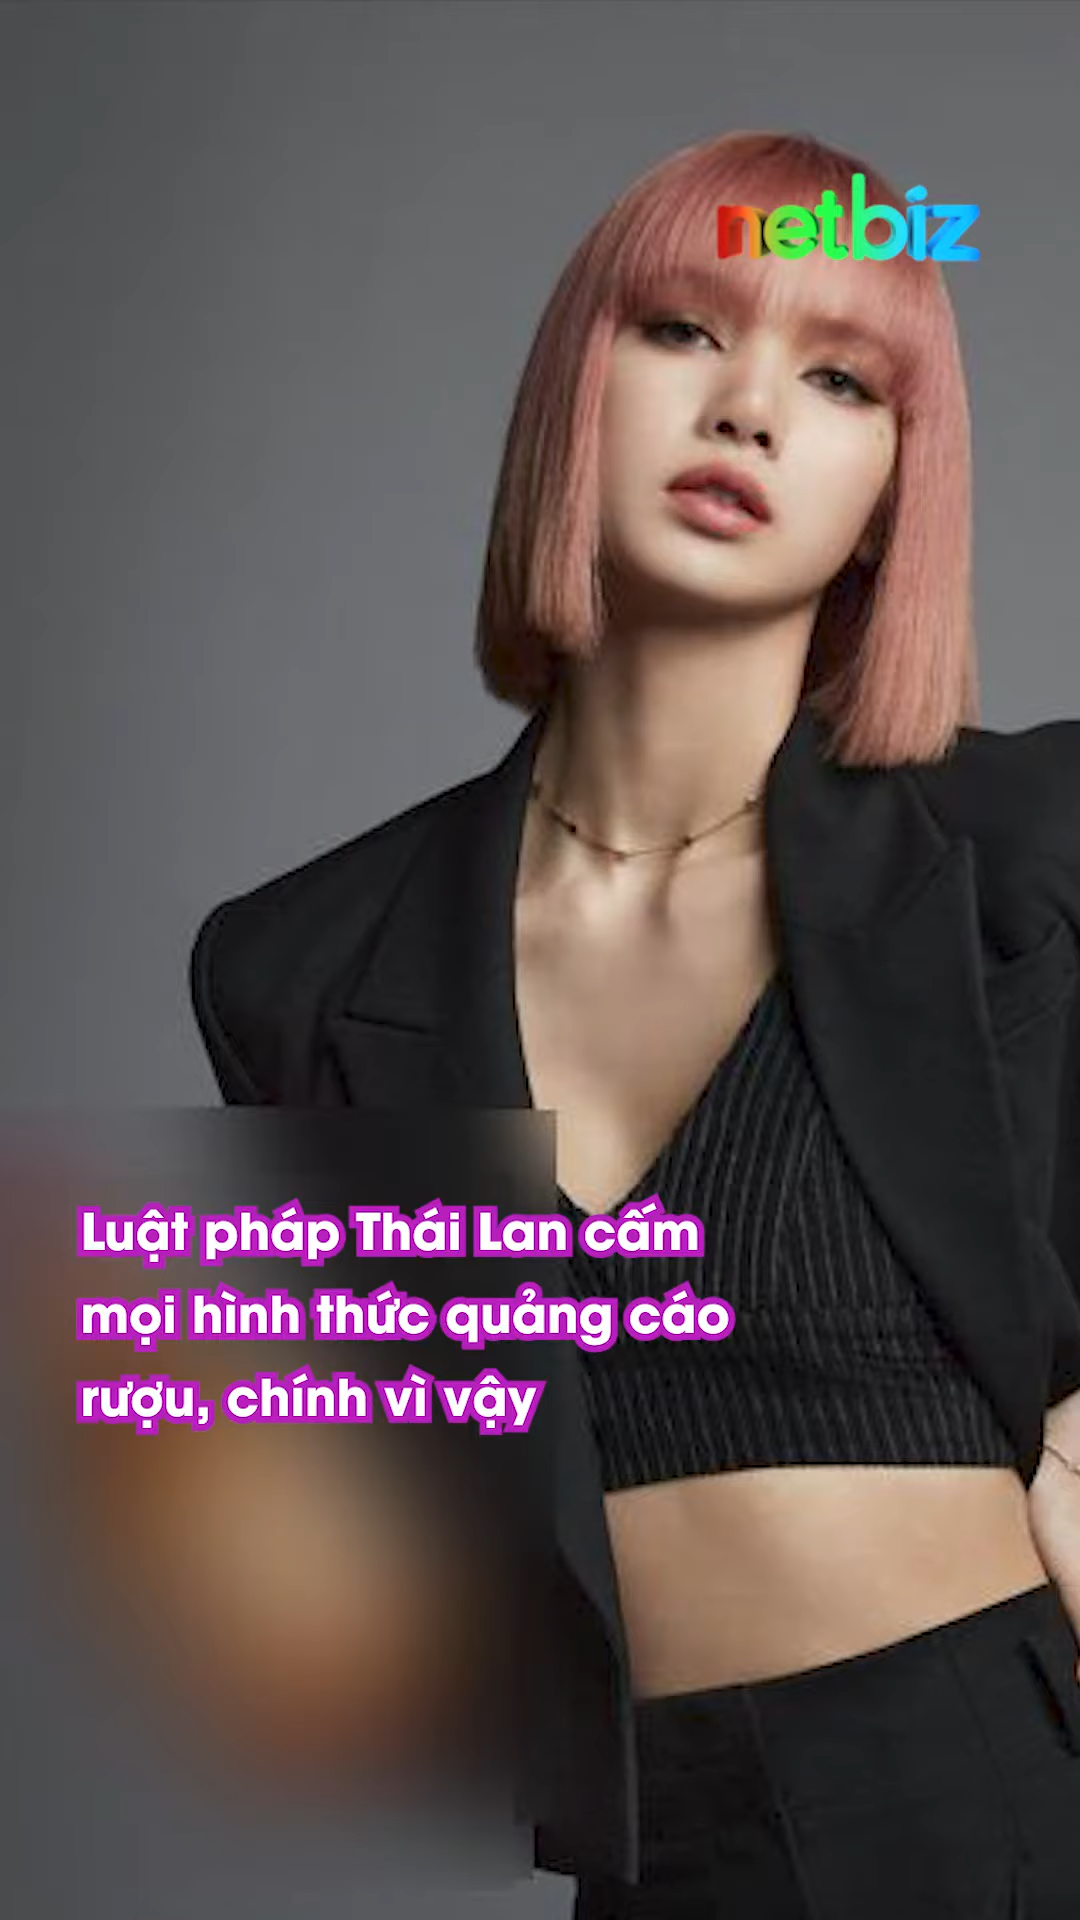 netbiz
Luật pháp Thái Lan cấm
mọi hình thức quảng cáo
rượu, chính vì vậy